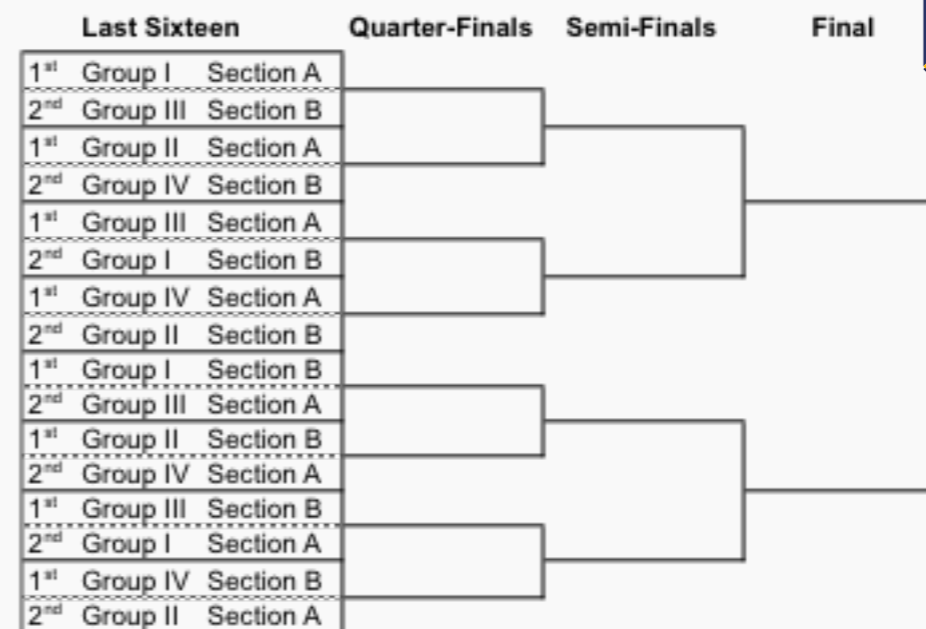 Last Sixteen Quarter-Finals Semi-Finals Final
1st Group I Section A
2nd Group III Section B
1st Group II Section A
2nd Group IV Section B
1st Group III Section A
2nd Group I Section B
1st Group IV Section A
2nd Group II Section B
1st Group I Section B
2nd Group III Section A
1st Group II Section B
2nd Group IV Section A
1st Group III Section B
2nd Group I Section A
1st Group IV Section B
2nd Group II Section A